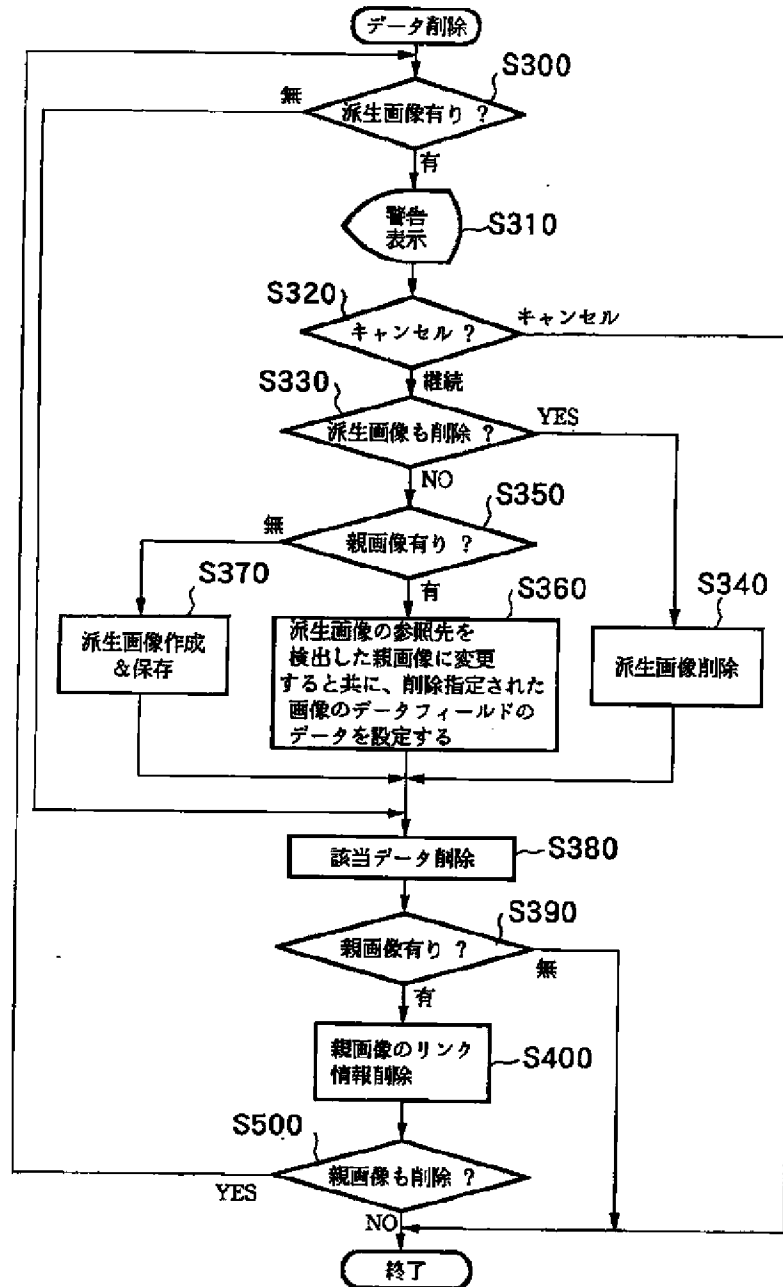 データ削除
S300
無
派生画像有り ?
有
警告
表示
S310
S320
キャンセル ?
キャンセル
継続
S330
派生画像も削除 ?
YES
NO
S350
無
親画像有り ?
有
S370
派生画像作成
&保存
S360
派生画像の参照先を
検出した親画像に変更
すると共に、削除指定された
画像のデータフィールドの
データを設定する
S340
派生画像削除
該当データ削除
S380
S390
親画像有り ?
無
有
親画像のリンク
情報削除
S400
S500
親画像も削除 ?
YES
NO
終了